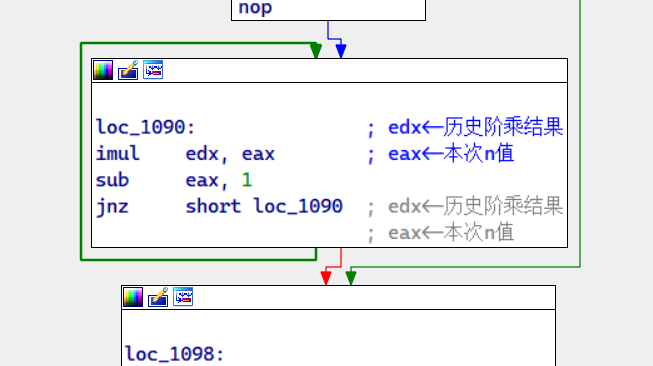 nop
loc_1090: ; edx←历史阶乘结果
imul edx, eax ; eax←本次n值
sub eax, 1
jnz short loc_1090 ; edx←历史阶乘结果
; eax←本次n值
loc_1098: